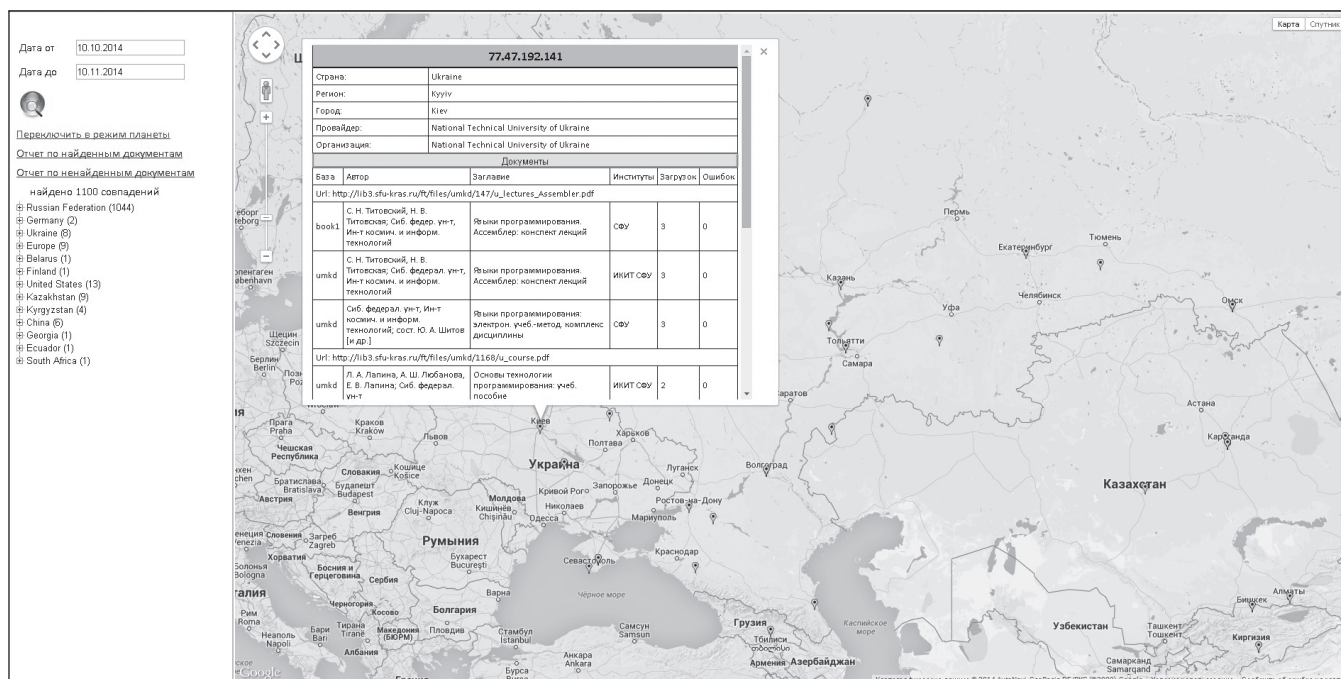 Дата от 10.10.2014
Дата до 10.11.2014
Переключить в режим планеты
Отчет по найденным документам
Отчет по ненайденным документам
найдено 1100 совпадений
Russian Federation (1044)
Germany (2)
Ukraine (8)
Europe (9)
Belarus (1)
Finland (1)
United States (13)
Kazakhstan (9)
Kyrgyzstan (4)
China (6)
Georgia (1)
Ecuador (1)
South Africa (1)
Карта Спутник
77.47.192.141
Страна: Ukraine
Регион: Kyyiv
Город: Kiev
Провайдер: National Technical University of Ukraine
Организация: National Technical University of Ukraine
Документы
База Автор Заглавие Институты Загрузок Ошибок
Url: http://lib3.sfu-kras.ru/ft/files/umkd/147/u_lectures_Assembler.pdf
book1 С. Н. Титовский, Н. В. Титовская; Сиб. федер. ун-т, Ин-т космич. и информ. технологий Языки программирования. Ассемблер: конспект лекций СФУ 3 0
umkd С. Н. Титовский, Н. В. Титовская; Сиб. федерал. ун-т, Ин-т космич. и информ. технологий Языки программирования. Ассемблер: конспект лекций ИКИТ СФУ 3 0
umkd Сиб. федерал. ун-т, Ин-т космич. и информ. технологий; сост. Ю. А. Шитов [и др.] Языки программирования: электрон. учеб.-метод. комплекс дисциплины СФУ 3 0
Url: http://lib3.sfu-kras.ru/ft/files/umkd/1168/u_course.pdf
umkd Л. А. Лапина, А. Ш. Любанова, Е. В. Лапина; Сиб. федерал. ун-т Основы технологии программирования: учеб. пособие ИКИТ СФУ 2 0
Пермь
Екатеринбург
Тюмень
Казань
Челябинск
Уфа
Омск
Тольятти
Самара
Щецин
Szczecin
Берлин
Berlin
Саратов
Астана
Караганда
Прага
Praha
Краков
Kraków
Львов
Киев
Харьков
Полтава
Чешская
Республика
Украина
Луганск
Волгоград
Казахстан
Словакия
Кошице
Košice
Братислава
Bratislava
Будапешт
Budapest
Австрия
Венгрия
Клуж
Cluj-Napoca
Молдова
Кишинёв
Chișinău
Кривой Рог
Запорожье
Донецк
Николаев
Одесса
Мариуполь
Ростов-на-Дону
Словения
Загреб
Zagreb
Румыния
Бухарест
București
Хорватия
Босния и
Герцеговина
Сербия
Севастополь
Краснодар
Болонья
Bologna
Варна
Чёрное море
Черногория
Косово
Болгария
Рим
Roma
Бари
Bari
Тирана
Tiranë
Македония
(БЮРМ)
Пловдив
Стамбул
İstanbul
Самсун
Samsun
Грузия
Тбилиси
თბილისი
Каспийское
море
Узбекистан
Ташкент
Toshkent
Бишкек
Алматы
Киргизия
Неаполь
Napoli
Албания
Анкара
Ankara
Бурса
Bursa
Армения
Азербайджан
Самарканд
Samarqand
Google